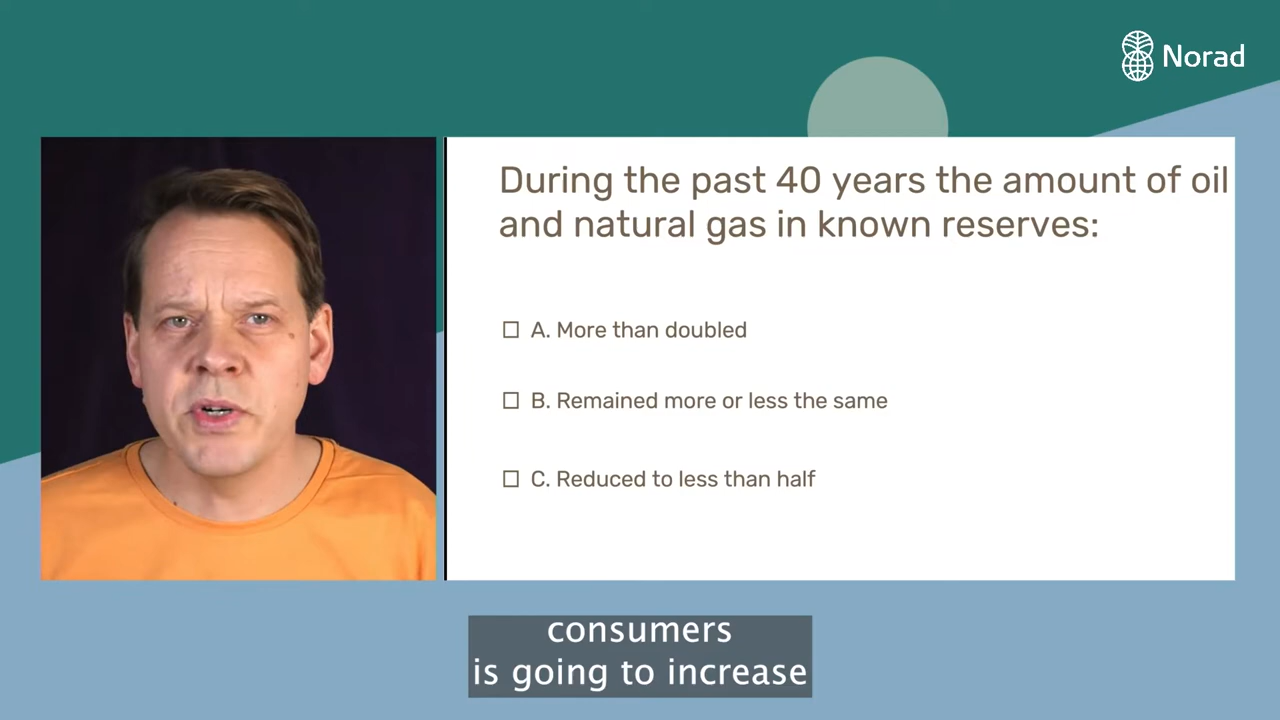 Norad
During the past 40 years the amount of oil
and natural gas in known reserves:
☐ A. More than doubled
☐ B. Remained more or less the same
☐ C. Reduced to less than half
consumers
is going to increase